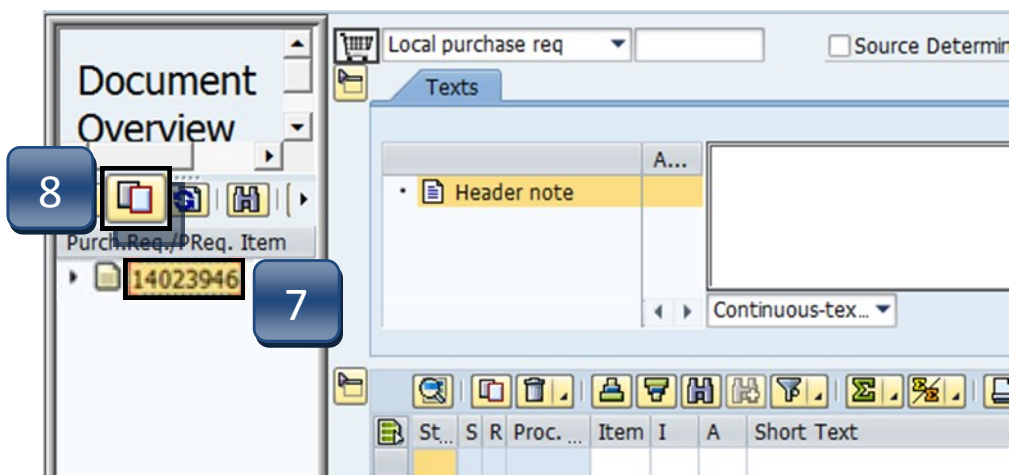 Document
Overview
8
Purch.Req./PReq. Item
14023946
7
Local purchase req
Source Determin
Texts
A...
Header note
Continuous-tex...
St... S R Proc. ... Item I A Short Text